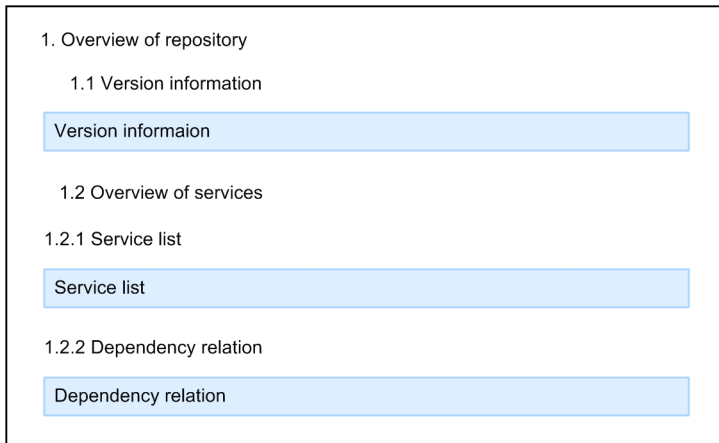 1. Overview of repository
1.1 Version information
Version informaion
1.2 Overview of services
1.2.1 Service list
Service list
1.2.2 Dependency relation
Dependency relation